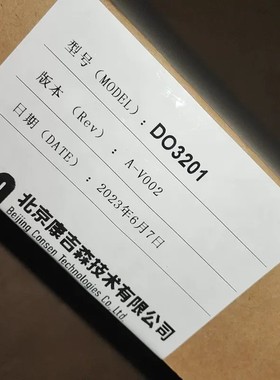 型号（MODEL）：DO3201
版本（Rev）：A-V002
日期（DATE）：2023年6月7日
北京康吉森技术有限公司
Beijing Consen Technologies Co.,Ltd